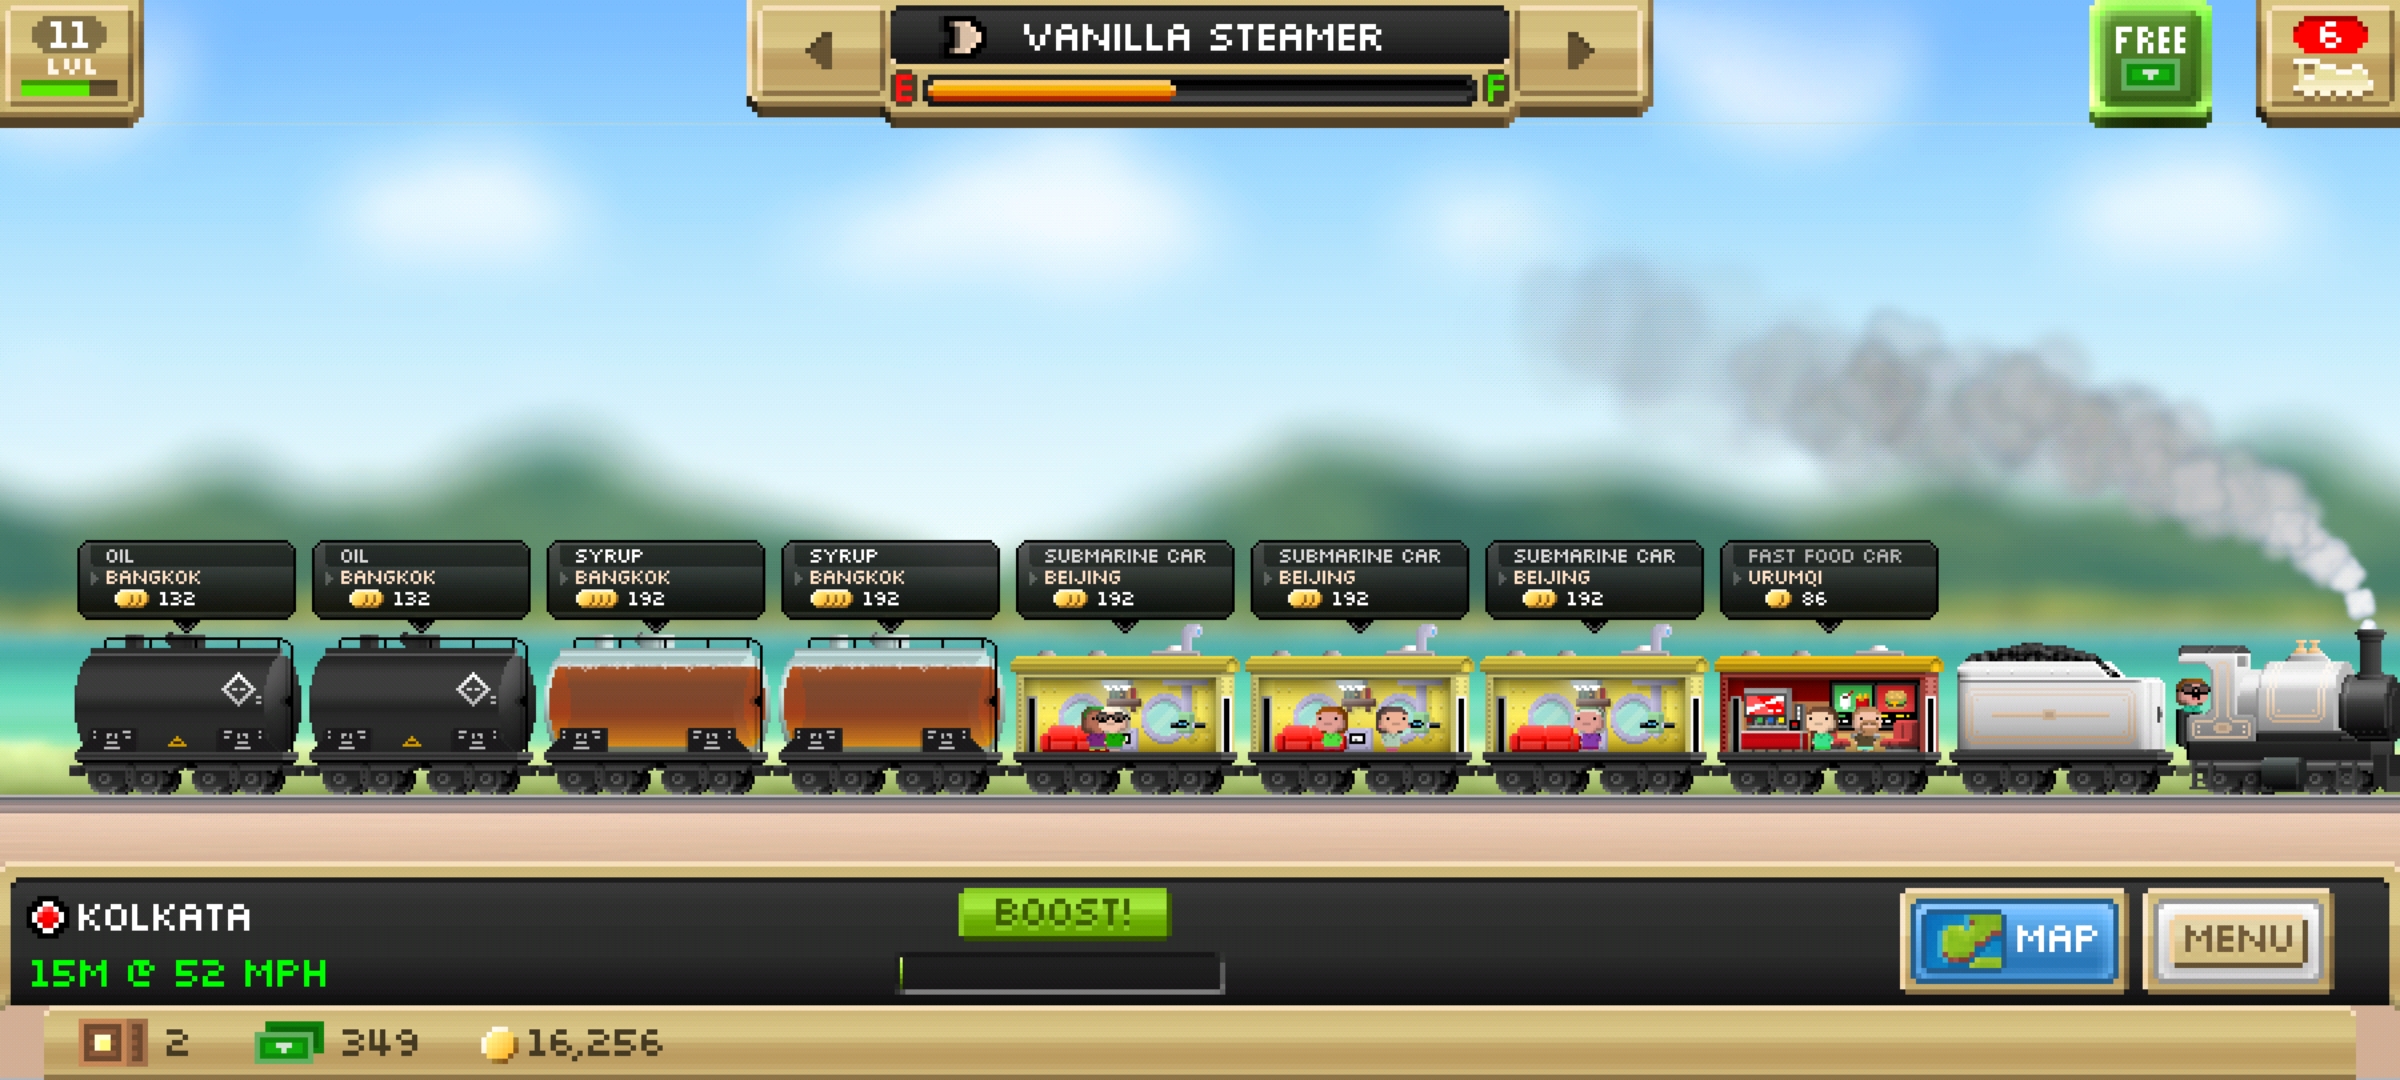 11
LVL
VANILLA STEAMER
E
F
FREE
6
OIL
BANGKOK
132
OIL
BANGKOK
132
SYRUP
BANGKOK
192
SYRUP
BANGKOK
192
SUBMARINE CAR
BEIJING
192
SUBMARINE CAR
BEIJING
192
SUBMARINE CAR
BEIJING
192
FAST FOOD CAR
URUMQI
86
KOLKATA
15M @ 52 MPH
BOOST!
MAP
MENU
2
349
16,256